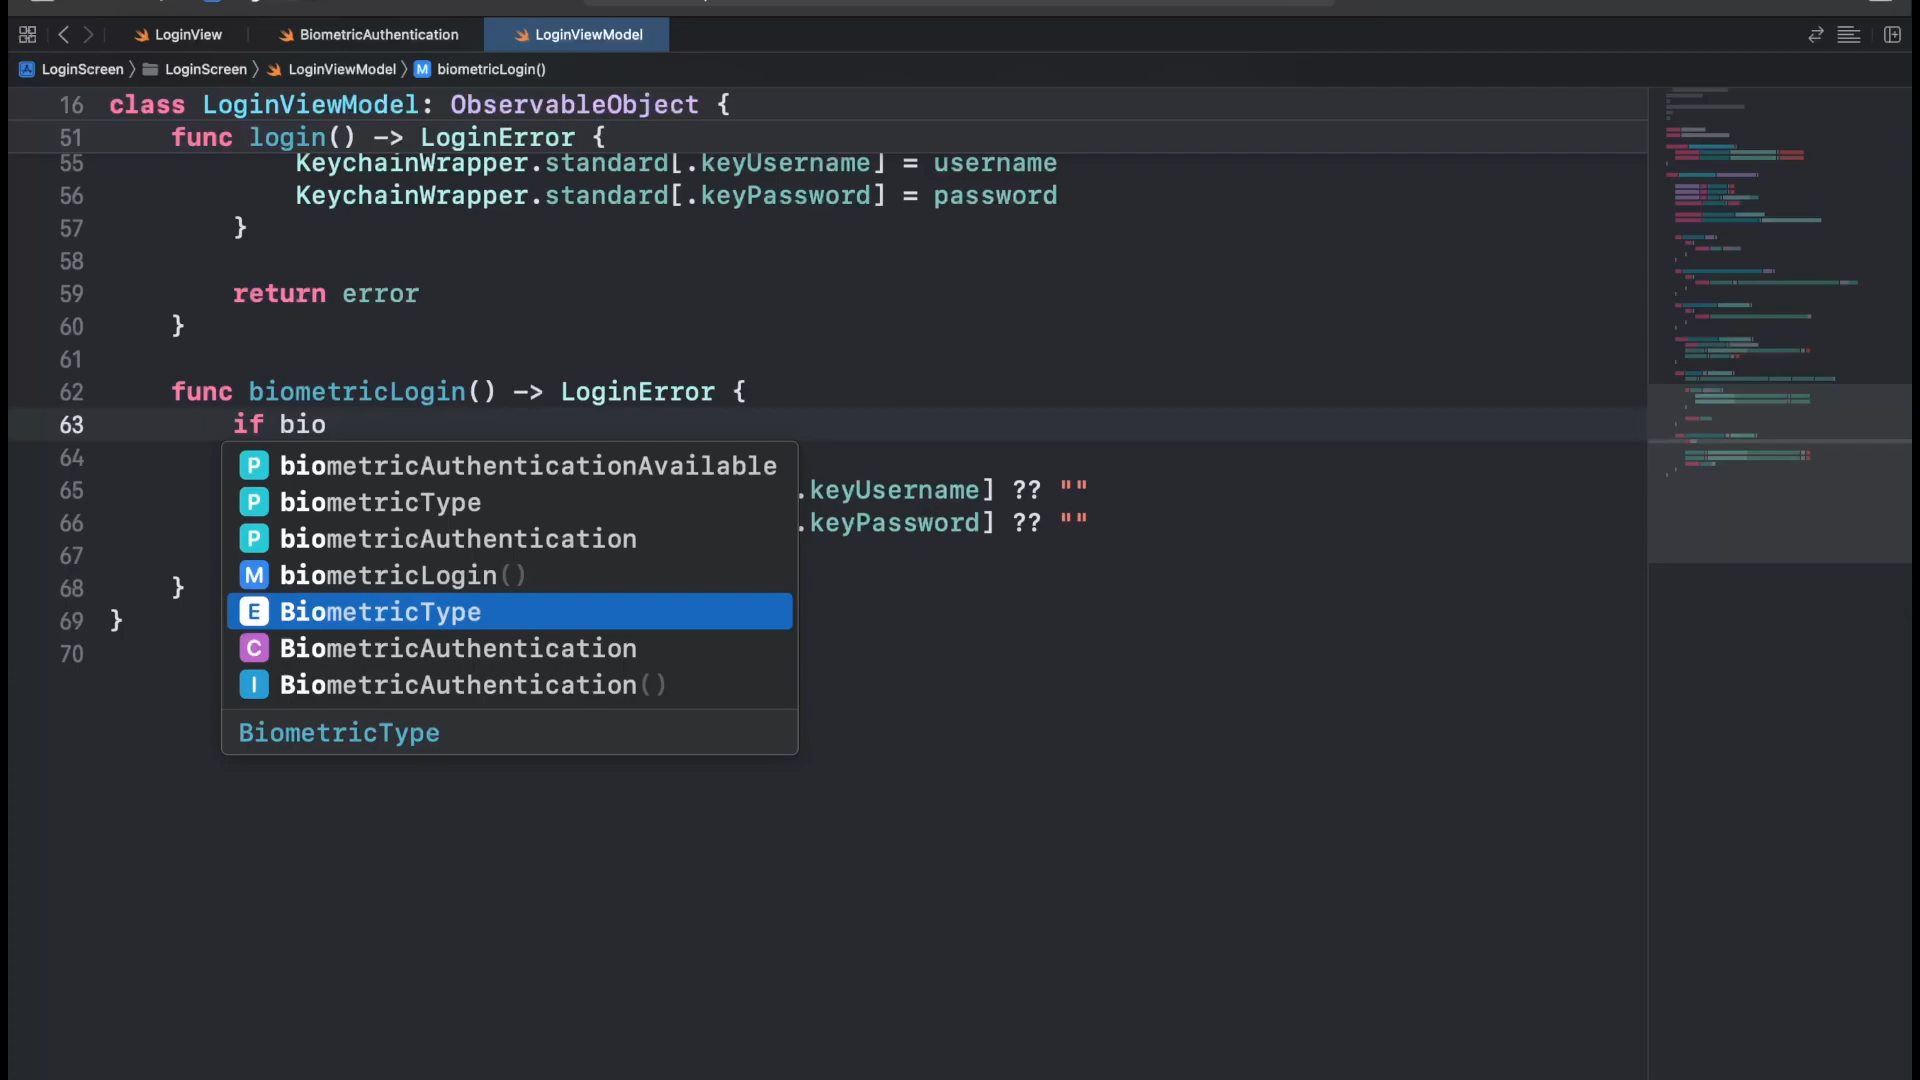 LoginView
BiometricAuthentication
LoginViewModel
LoginScreen 〉 LoginScreen 〉 LoginViewModel 〉 M biometricLogin()
16 class LoginViewModel: ObservableObject {
51 func login() -> LoginError {
55 KeychainWrapper.standard[.keyUsername] = username
56 KeychainWrapper.standard[.keyPassword] = password
57 }
58
59 return error
60 }
61
62 func biometricLogin() -> LoginError {
63 if bio
64
65 .keyUsername] ?? ""
66 .keyPassword] ?? ""
67
68 }
69 }
70
P biometricAuthenticationAvailable
P biometricType
P biometricAuthentication
M biometricLogin()
E BiometricType
C BiometricAuthentication
I BiometricAuthentication()
BiometricType